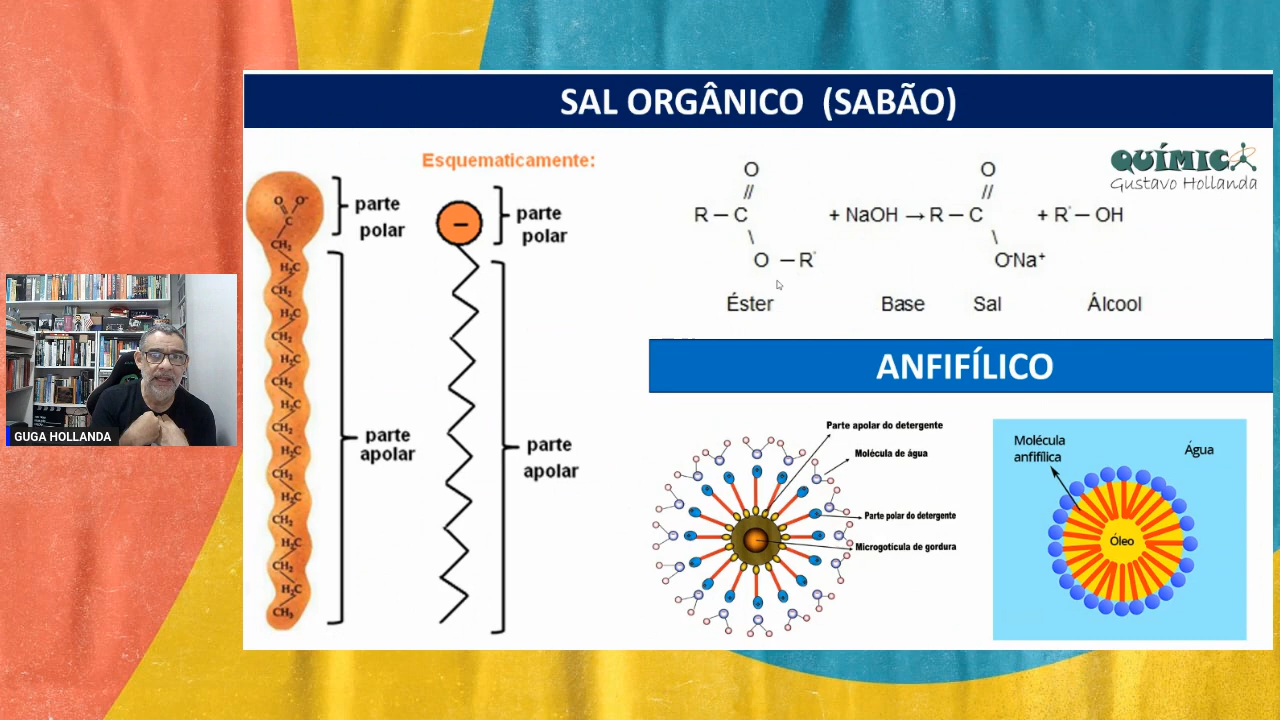 SAL ORGÂNICO (SABÃO)
Esquematicamente:
parte
polar
parte
polar
parte
apolar
parte
apolar
O O⁻
C
CH₂
H₂C
CH₂
H₂C
CH₂
H₂C
CH₂
H₂C
CH₂
H₂C
CH₂
H₂C
CH₂
H₂C
CH₂
H₂C
CH₃
−
QUÍMICA
Gustavo Hollanda
O
//
R – C
\
O – R'
+ NaOH →
O
//
R – C
\
O⁻Na⁺
+ R' – OH
Éster Base Sal Álcool
ANFIFÍLICO
Parte apolar do detergente
Molécula de água
Parte polar do detergente
Microgotícula de gordura
Molécula
anfifílica
Água
Óleo
GUGA HOLLANDA